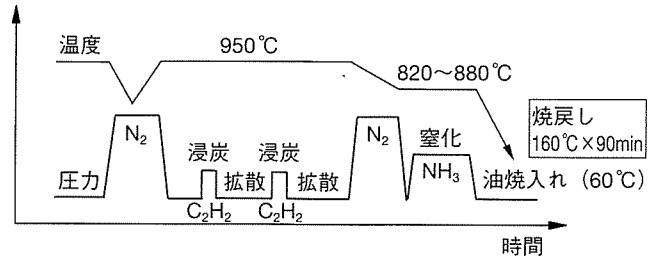 温度
950℃
820～880℃
N₂
N₂
窒化
焼戻し
160℃×90min
浸炭
浸炭
圧力
拡散
拡散
NH₃
油焼入れ（60℃）
C₂H₂
C₂H₂
時間